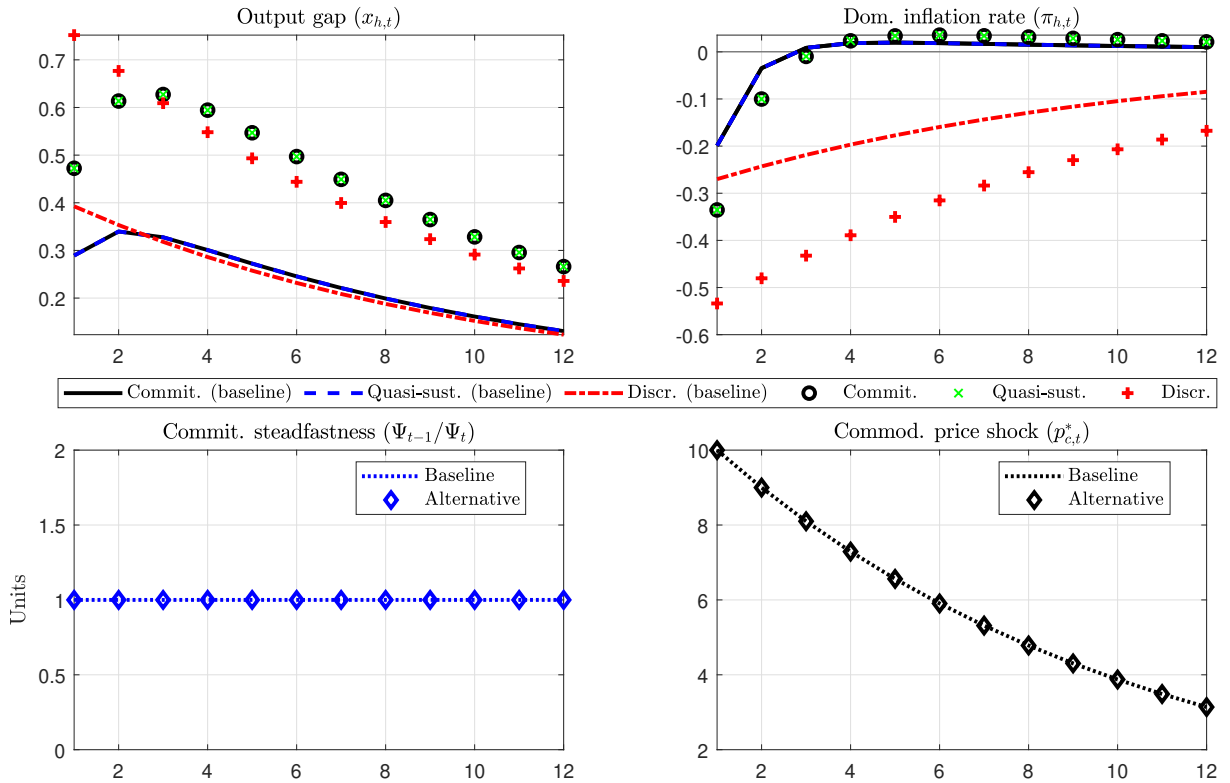 Output gap (x_{h,t})
0.7
0.6
0.5
0.4
0.3
0.2
2 4 6 8 10 12
Dom. inflation rate (π_{h,t})
0
-0.1
-0.2
-0.3
-0.4
-0.5
-0.6
2 4 6 8 10 12
Commit. (baseline) Quasi-sust. (baseline) Discr. (baseline) Commit. Quasi-sust. Discr.
Commit. steadfastness (Ψ_{t−1}/Ψ_t)
Units
2
1.5
1
0.5
0
2 4 6 8 10 12
Baseline
Alternative
Commod. price shock (p*_{c,t})
10
8
6
4
2
2 4 6 8 10 12
Baseline
Alternative